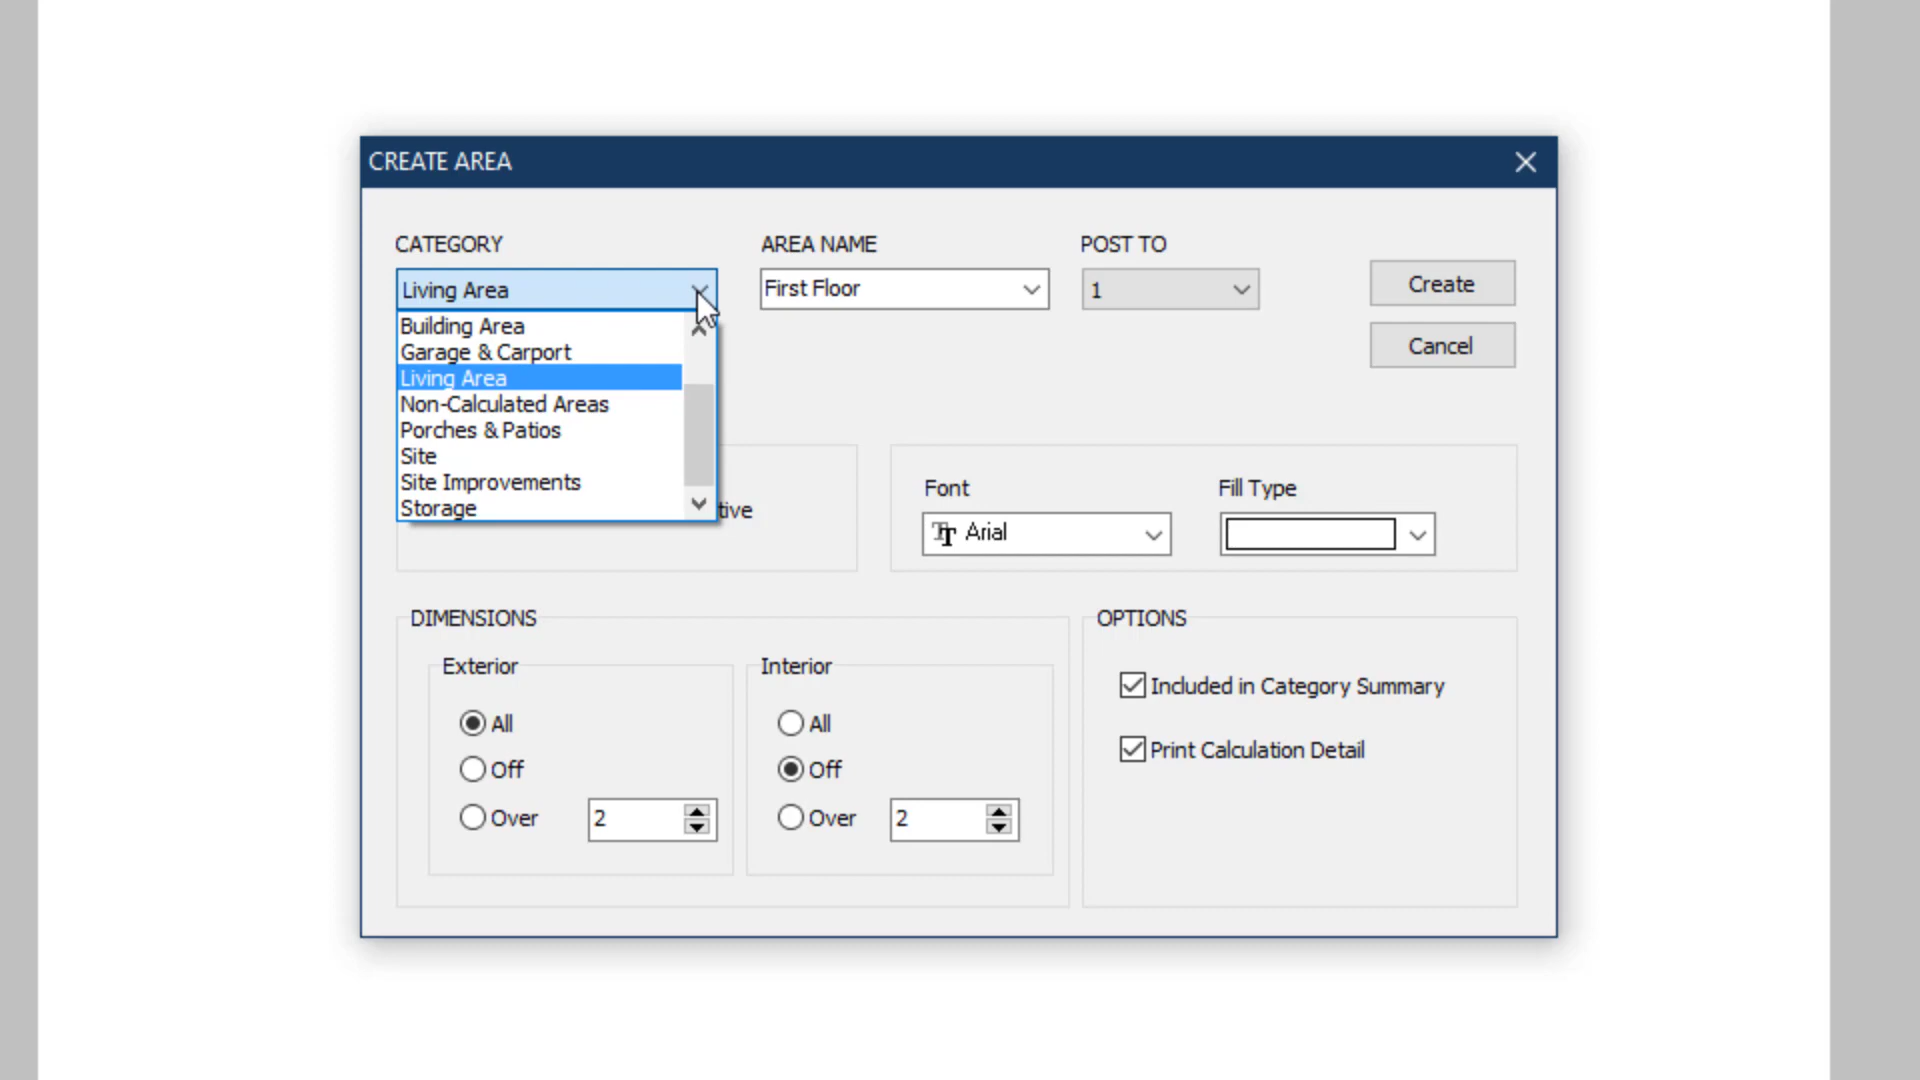 CREATE AREA
CATEGORY
AREA NAME
POST TO
Living Area
First Floor
1
Create
Cancel
Building Area
Garage & Carport
Living Area
Non-Calculated Areas
Porches & Patios
Site
Site Improvements
Storage
tive
Font
Fill Type
Arial
DIMENSIONS
Exterior
All
Off
Over
2
Interior
All
Off
Over
2
OPTIONS
Included in Category Summary
Print Calculation Detail